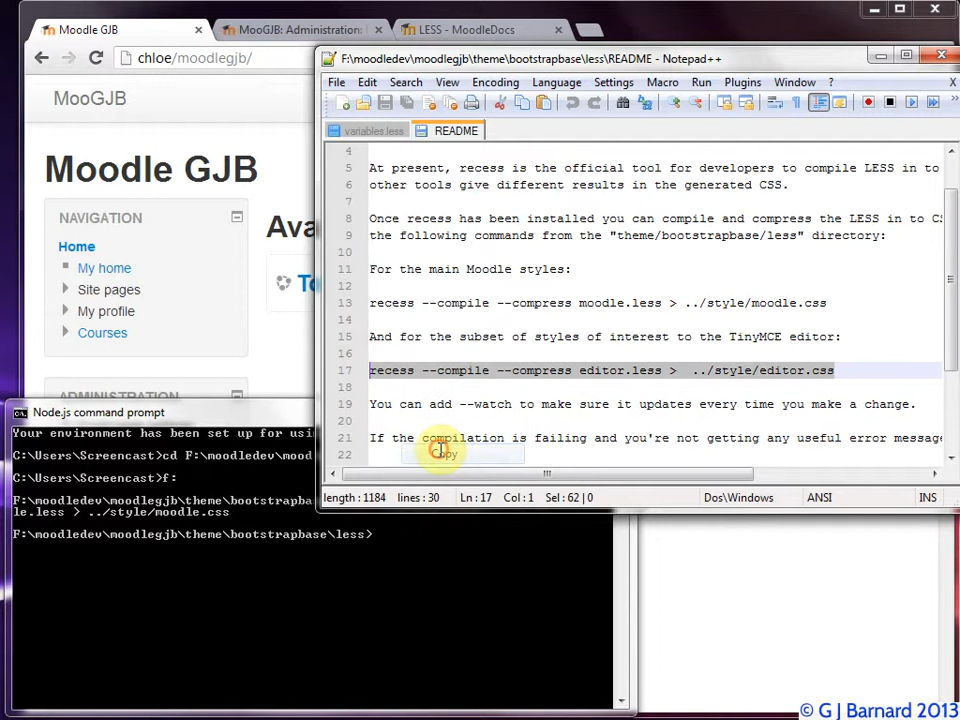 Moodle GJB
MooGJB: Administration:
LESS - MoodleDocs
chloe/moodlegjb/
MooGJB
Moodle GJB
NAVIGATION
Home
My home
Site pages
My profile
Courses
Ava
To
F:\moodledev\moodlegjb\theme\bootstrapbase\less\README - Notepad++
File Edit Search View Encoding Language Settings Macro Run Plugins Window ? X
variables.less README
4
5 At present, recess is the official tool for developers to compile LESS in to
6 other tools give different results in the generated CSS.
7
8 Once recess has been installed you can compile and compress the LESS in to CS
9 the following commands from the "theme/bootstrapbase/less" directory:
10
11 For the main Moodle styles:
12
13 recess --compile --compress moodle.less > ../style/moodle.css
14
15 And for the subset of styles of interest to the TinyMCE editor:
16
17 recess --compile --compress editor.less >  ../style/editor.css
18
19 You can add --watch to make sure it updates every time you make a change.
20
21 If the compilation is failing and you're not getting any useful error message
22
Copy
length : 1184 lines : 30 Ln : 17 Col : 1 Sel : 62 | 0 Dos\Windows ANSI INS
Node.js command prompt
Your environment has been set up for usin
C:\Users\Screencast>cd F:\moodledev\mood
C:\Users\Screencast>f:
F:\moodledev\moodlegjb\theme\bootstrapba
le.less > ../style/moodle.css
F:\moodledev\moodlegjb\theme\bootstrapbase\less>
© G J Barnard 2013